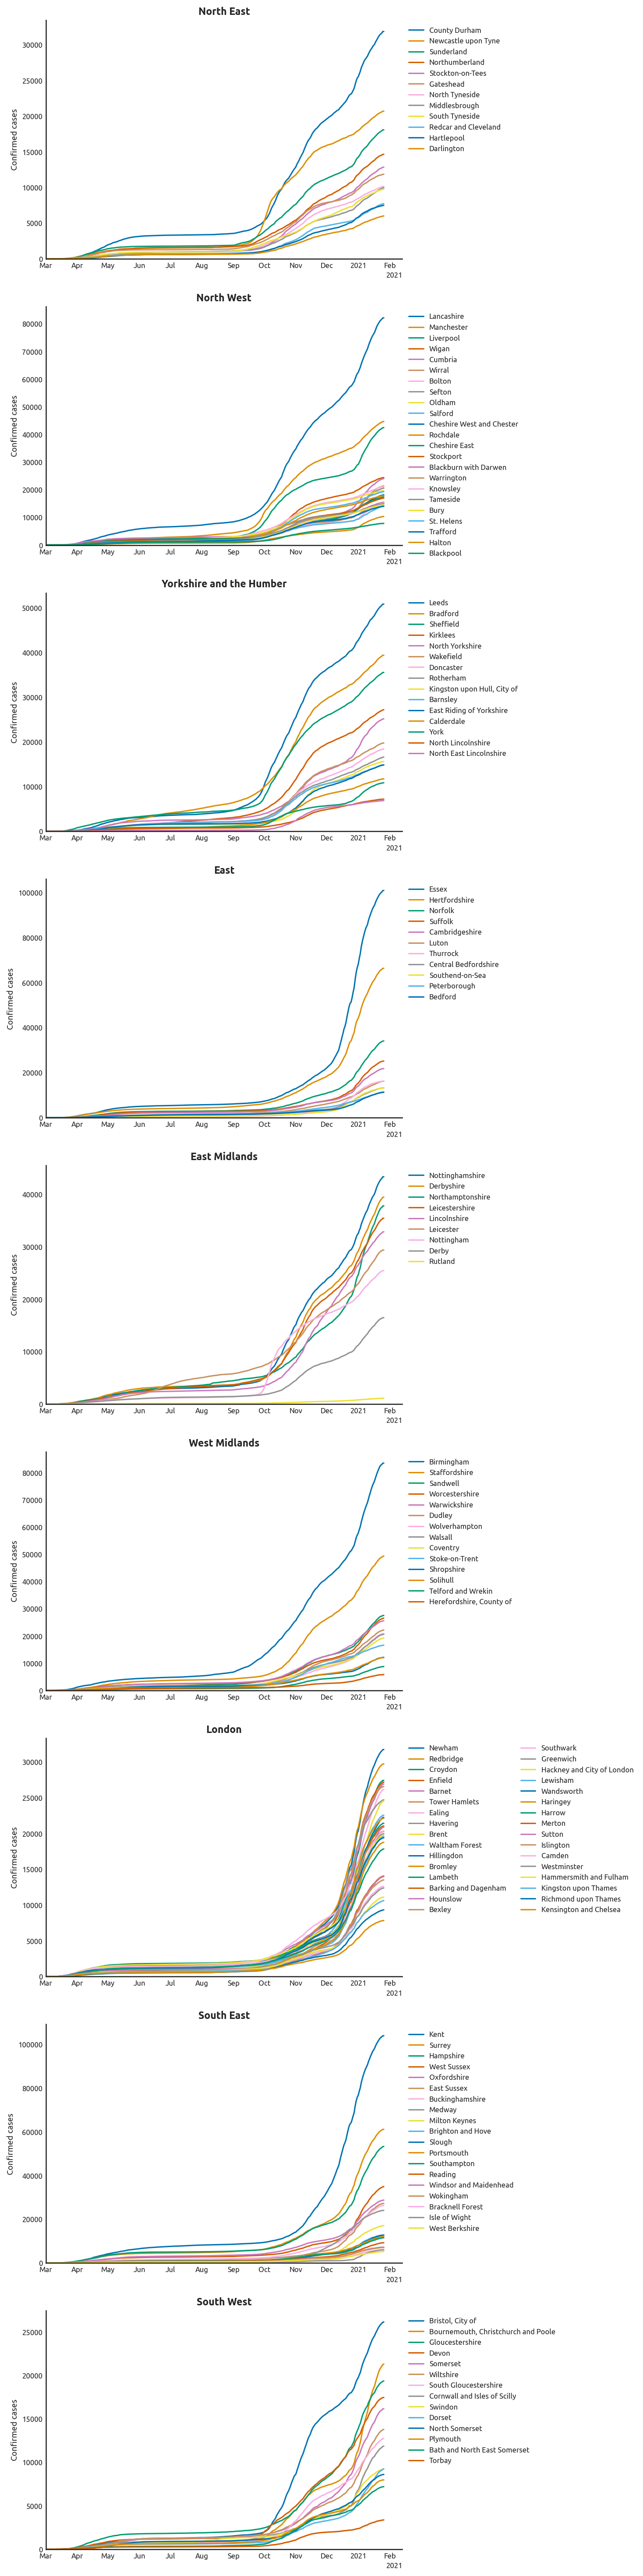 North East
Confirmed cases
30000
25000
20000
15000
10000
5000
0
Mar Apr May Jun Jul Aug Sep Oct Nov Dec 2021 Feb
2021
County Durham
Newcastle upon Tyne
Sunderland
Northumberland
Stockton-on-Tees
Gateshead
North Tyneside
Middlesbrough
South Tyneside
Redcar and Cleveland
Hartlepool
Darlington
North West
Confirmed cases
80000
70000
60000
50000
40000
30000
20000
10000
0
Mar Apr May Jun Jul Aug Sep Oct Nov Dec 2021 Feb
2021
Lancashire
Manchester
Liverpool
Wigan
Cumbria
Wirral
Bolton
Sefton
Oldham
Salford
Cheshire West and Chester
Rochdale
Cheshire East
Stockport
Blackburn with Darwen
Warrington
Knowsley
Tameside
Bury
St. Helens
Trafford
Halton
Blackpool
Yorkshire and the Humber
Confirmed cases
50000
40000
30000
20000
10000
0
Mar Apr May Jun Jul Aug Sep Oct Nov Dec 2021 Feb
2021
Leeds
Bradford
Sheffield
Kirklees
North Yorkshire
Wakefield
Doncaster
Rotherham
Kingston upon Hull, City of
Barnsley
East Riding of Yorkshire
Calderdale
York
North Lincolnshire
North East Lincolnshire
East
Confirmed cases
100000
80000
60000
40000
20000
0
Mar Apr May Jun Jul Aug Sep Oct Nov Dec 2021 Feb
2021
Essex
Hertfordshire
Norfolk
Suffolk
Cambridgeshire
Luton
Thurrock
Central Bedfordshire
Southend-on-Sea
Peterborough
Bedford
East Midlands
Confirmed cases
40000
30000
20000
10000
0
Mar Apr May Jun Jul Aug Sep Oct Nov Dec 2021 Feb
2021
Nottinghamshire
Derbyshire
Northamptonshire
Leicestershire
Lincolnshire
Leicester
Nottingham
Derby
Rutland
West Midlands
Confirmed cases
80000
70000
60000
50000
40000
30000
20000
10000
0
Mar Apr May Jun Jul Aug Sep Oct Nov Dec 2021 Feb
2021
Birmingham
Staffordshire
Sandwell
Worcestershire
Warwickshire
Dudley
Wolverhampton
Walsall
Coventry
Stoke-on-Trent
Shropshire
Solihull
Telford and Wrekin
Herefordshire, County of
London
Confirmed cases
30000
25000
20000
15000
10000
5000
0
Mar Apr May Jun Jul Aug Sep Oct Nov Dec 2021 Feb
2021
Newham
Redbridge
Croydon
Enfield
Barnet
Tower Hamlets
Ealing
Havering
Brent
Waltham Forest
Hillingdon
Bromley
Lambeth
Barking and Dagenham
Hounslow
Bexley
Southwark
Greenwich
Hackney and City of London
Lewisham
Wandsworth
Haringey
Harrow
Merton
Sutton
Islington
Camden
Westminster
Hammersmith and Fulham
Kingston upon Thames
Richmond upon Thames
Kensington and Chelsea
South East
Confirmed cases
100000
80000
60000
40000
20000
0
Mar Apr May Jun Jul Aug Sep Oct Nov Dec 2021 Feb
2021
Kent
Surrey
Hampshire
West Sussex
Oxfordshire
East Sussex
Buckinghamshire
Medway
Milton Keynes
Brighton and Hove
Slough
Portsmouth
Southampton
Reading
Windsor and Maidenhead
Wokingham
Bracknell Forest
Isle of Wight
West Berkshire
South West
Confirmed cases
25000
20000
15000
10000
5000
0
Mar Apr May Jun Jul Aug Sep Oct Nov Dec 2021 Feb
2021
Bristol, City of
Bournemouth, Christchurch and Poole
Gloucestershire
Devon
Somerset
Wiltshire
South Gloucestershire
Cornwall and Isles of Scilly
Swindon
Dorset
North Somerset
Plymouth
Bath and North East Somerset
Torbay